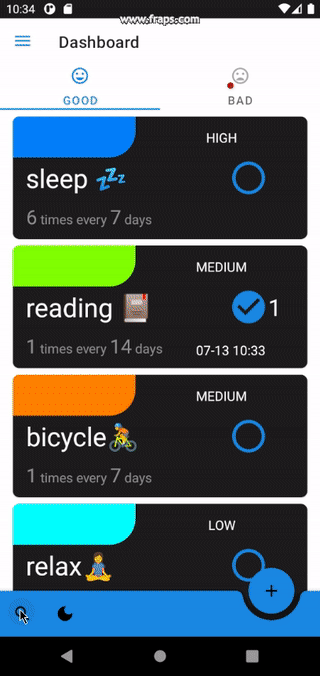 10:34
www.fraps.com
Dashboard
GOOD
BAD
HIGH
sleep 💤
6 times every 7 days
MEDIUM
reading 📔
1
1 times every 14 days
07-13 10:33
MEDIUM
bicycle🚴
1 times every 7 days
LOW
relax🧘
+